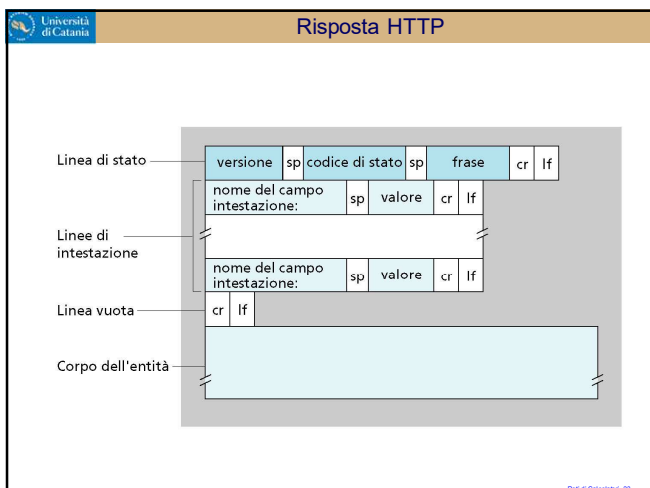 Università
di Catania
Risposta HTTP
Linea di stato
versione sp codice di stato sp frase cr lf
nome del campo
intestazione: sp valore cr lf
Linee di
intestazione
nome del campo
intestazione: sp valore cr lf
Linea vuota
cr lf
Corpo dell'entità